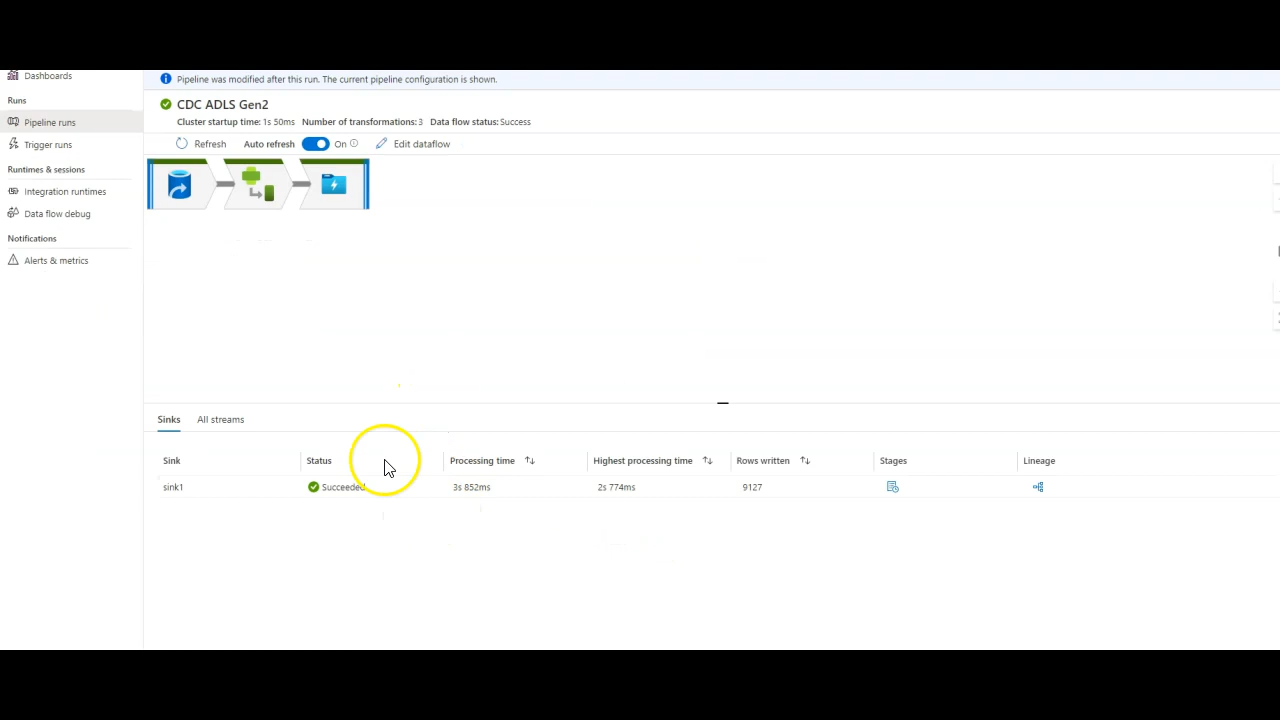 Dashboards
Runs
Pipeline runs
Trigger runs
Runtimes & sessions
Integration runtimes
Data flow debug
Notifications
Alerts & metrics
Pipeline was modified after this run. The current pipeline configuration is shown.
CDC ADLS Gen2
Cluster startup time: 1s 50ms Number of transformations: 3 Data flow status: Success
Refresh Auto refresh On Edit dataflow
Sinks All streams
Sink Status Processing time Highest processing time Rows written Stages Lineage
sink1 Succeeded 3s 852ms 2s 774ms 9127